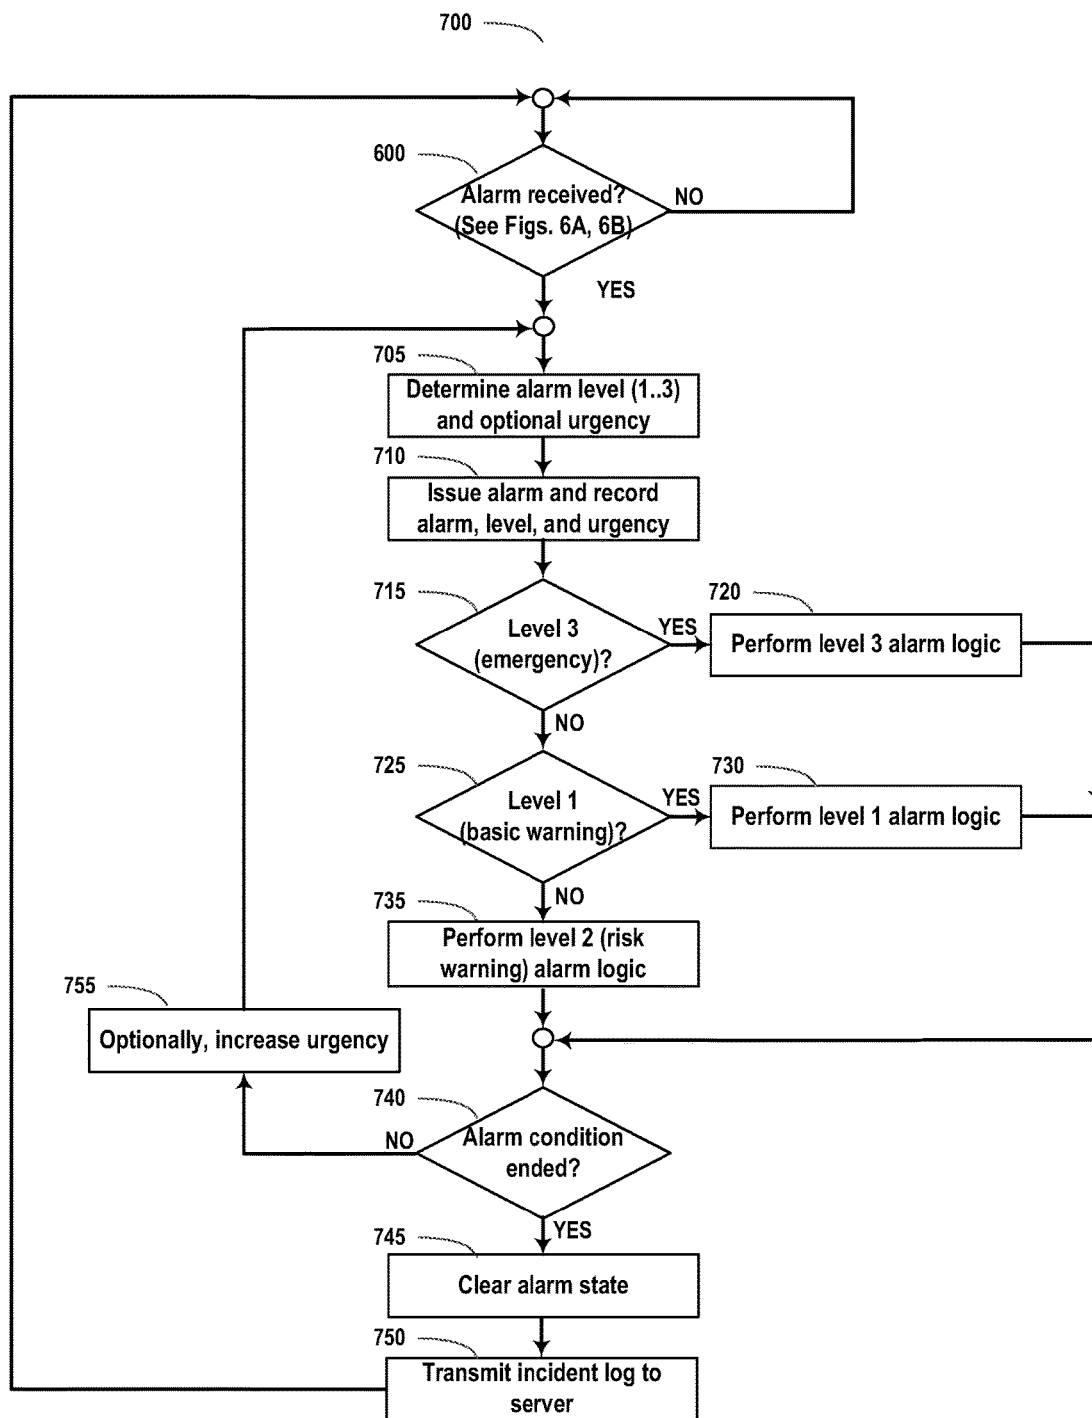 700
600
Alarm received?
(See Figs. 6A, 6B)
NO
YES
705
Determine alarm level (1..3)
and optional urgency
710
Issue alarm and record
alarm, level, and urgency
715
Level 3
(emergency)?
YES
720
Perform level 3 alarm logic
NO
725
Level 1
(basic warning)?
YES
730
Perform level 1 alarm logic
NO
735
Perform level 2 (risk
warning) alarm logic
755
Optionally, increase urgency
740
Alarm condition
ended?
NO
YES
745
Clear alarm state
750
Transmit incident log to
server